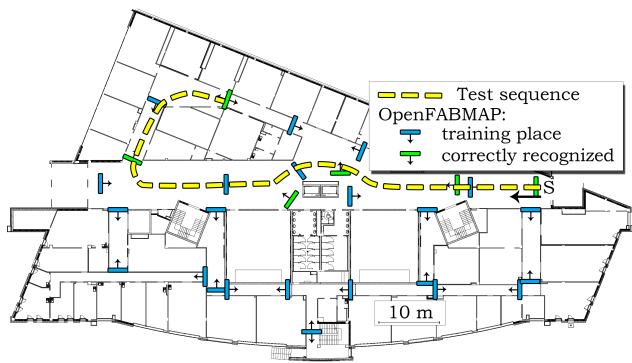 Test sequence
OpenFABMAP:
training place
correctly recognized
S
10 m